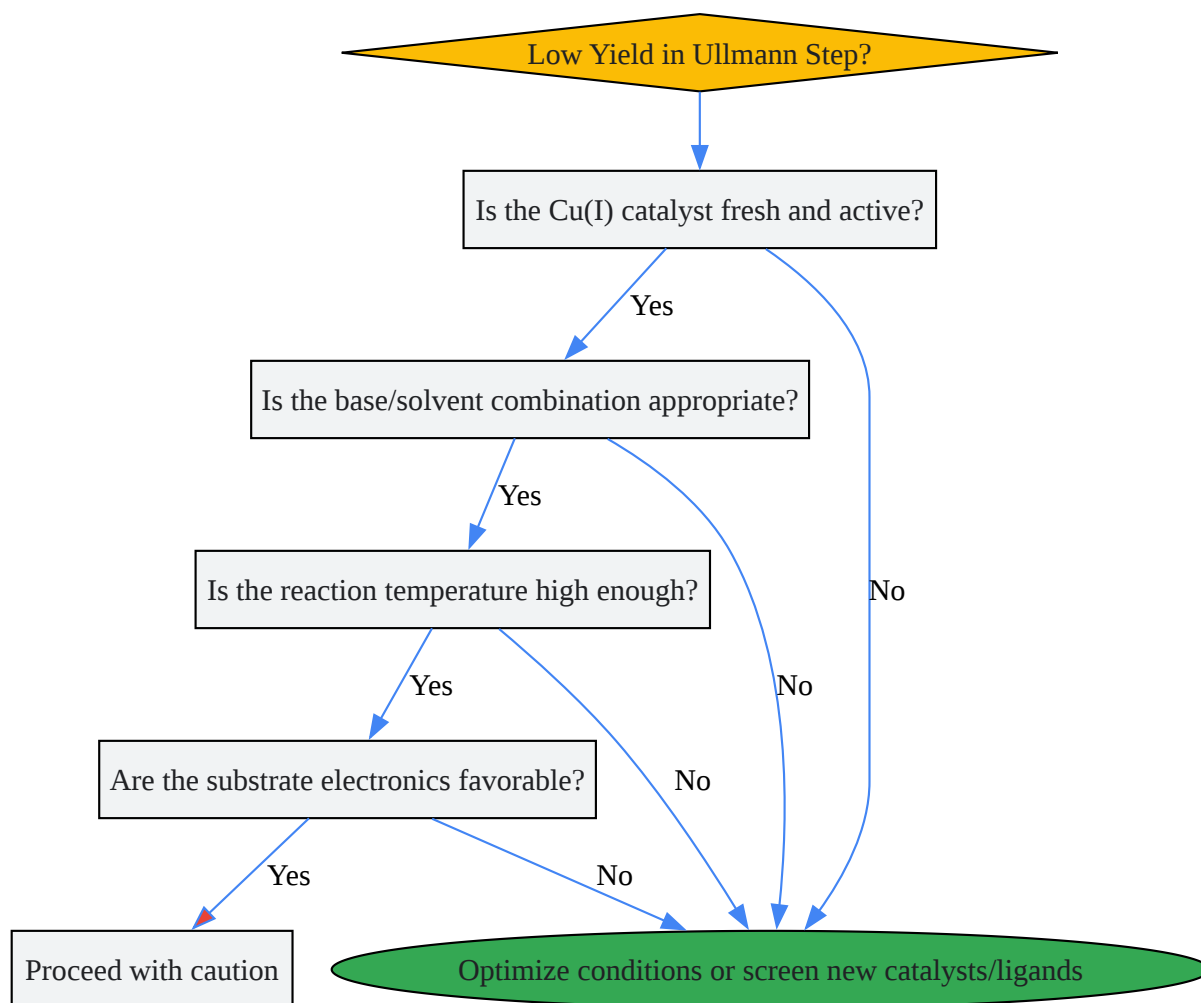 Low Yield in Ullmann Step?
Is the Cu(I) catalyst fresh and active?
Yes
Is the base/solvent combination appropriate?
Yes
Is the reaction temperature high enough?
No
Yes
No
Are the substrate electronics favorable?
No
Yes
No
Proceed with caution
Optimize conditions or screen new catalysts/ligands